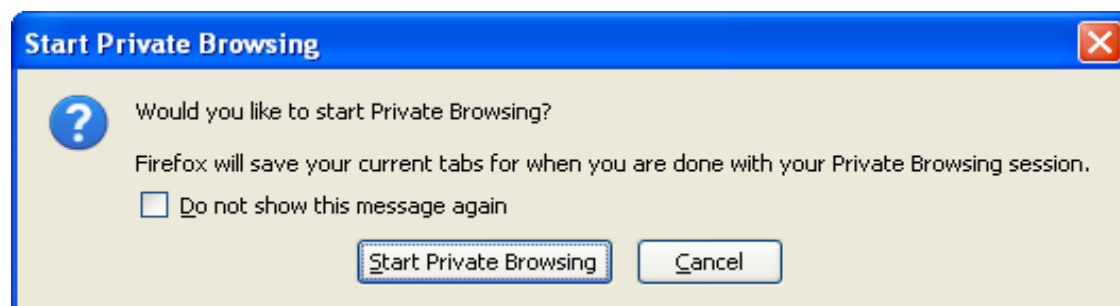 Start Private Browsing
Would you like to start Private Browsing?
Firefox will save your current tabs for when you are done with your Private Browsing session.
Do not show this message again
Start Private Browsing
Cancel